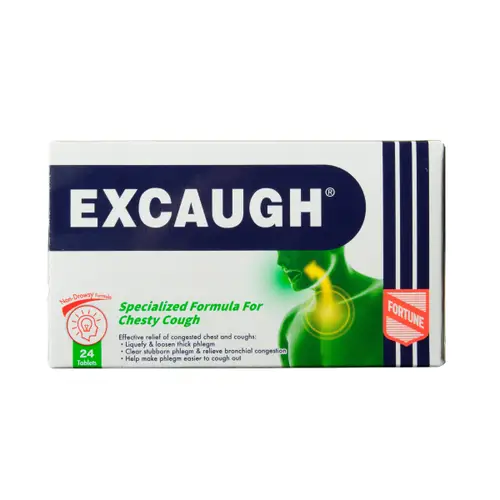 EXCAUGH®
Non-Drowsy Formula
24
Tablets
Specialized Formula For
Chesty Cough
Effective relief of congested chest and coughs:
• Liquefy & loosen thick phlegm
• Clear stubborn phlegm & relieve bronchial congestion
• Help make phlegm easier to cough out
FORTUNE